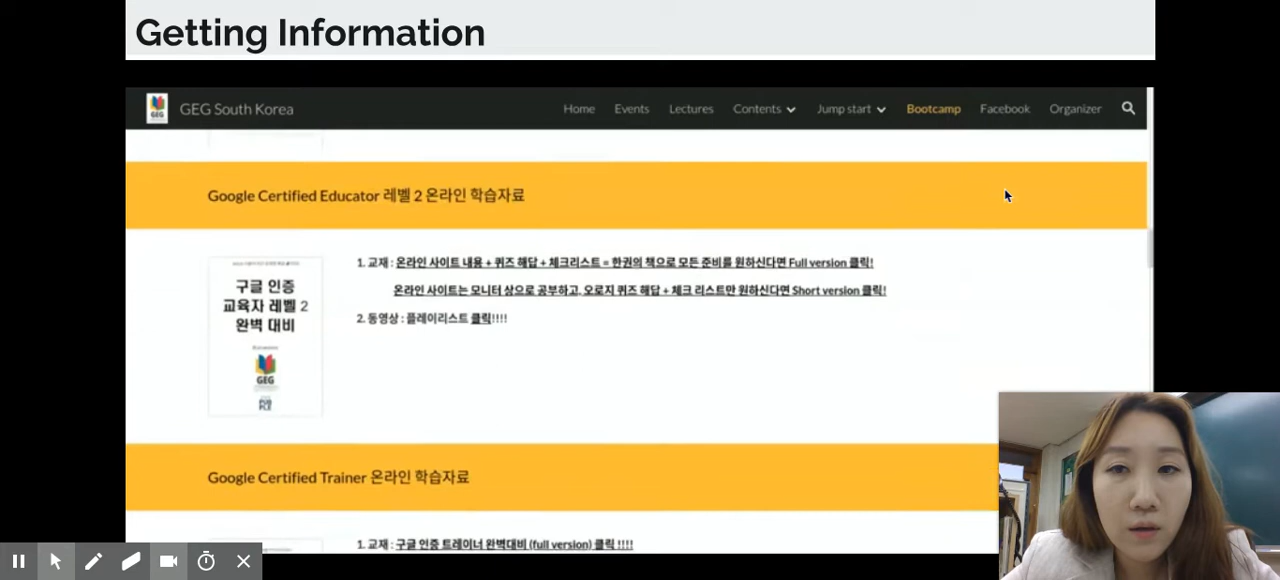 Getting Information
GEG South Korea
Home Events Lectures Contents Jump start Bootcamp Facebook Organizer
Google Certified Educator 레벨 2 온라인 학습자료
1. 교재 : 온라인 사이트 내용 + 퀴즈 해답 + 체크리스트 = 한권의 책으로 모든 준비를 원하신다면 Full version 클릭!
온라인 사이트는 모니터 상으로 공부하고, 오로지 퀴즈 해답 + 체크 리스트만 원하신다면 Short version 클릭!
2. 동영상 : 플레이리스트 클릭!!!!
구글 인증
교육자 레벨 2
완벽 대비
GEG
Google Certified Trainer 온라인 학습자료
1. 교재 : 구글 인증 트레이너 완벽대비 (full version) 클릭 !!!!